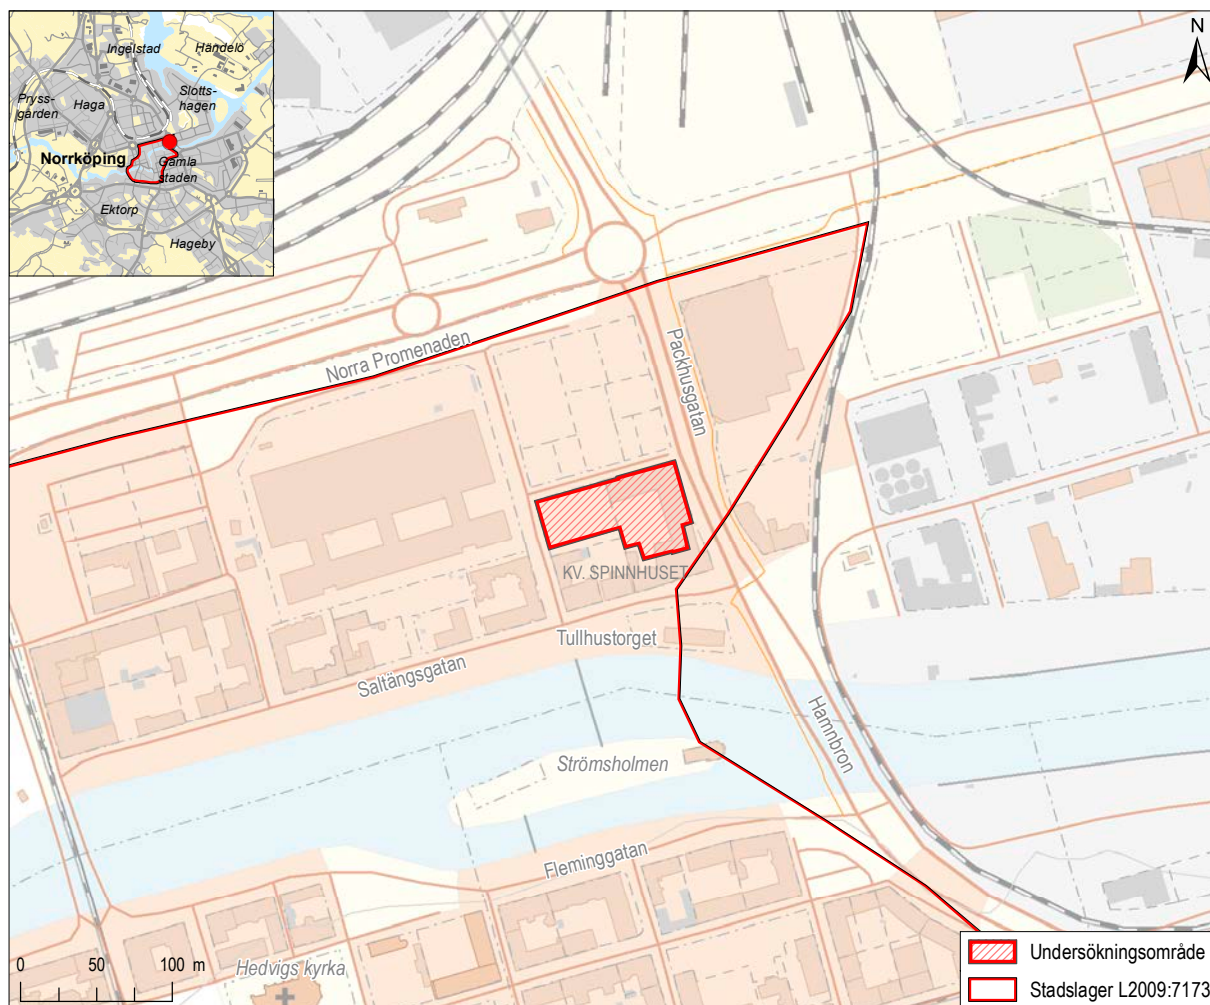 Ingelstad
Händelö
Pryss-
gården
Haga
Slotts-
hagen
Norrköping
Gamla
staden
Ektorp
Hageby
N
Norra Promenaden
Packhusgatan
KV. SPINNHUSET
Tullhustorget
Saltängsgatan
Hamnbron
Strömsholmen
Fleminggatan
Hedvigs kyrka
0 50 100 m
Undersökningsområde
Stadslager L2009:7173